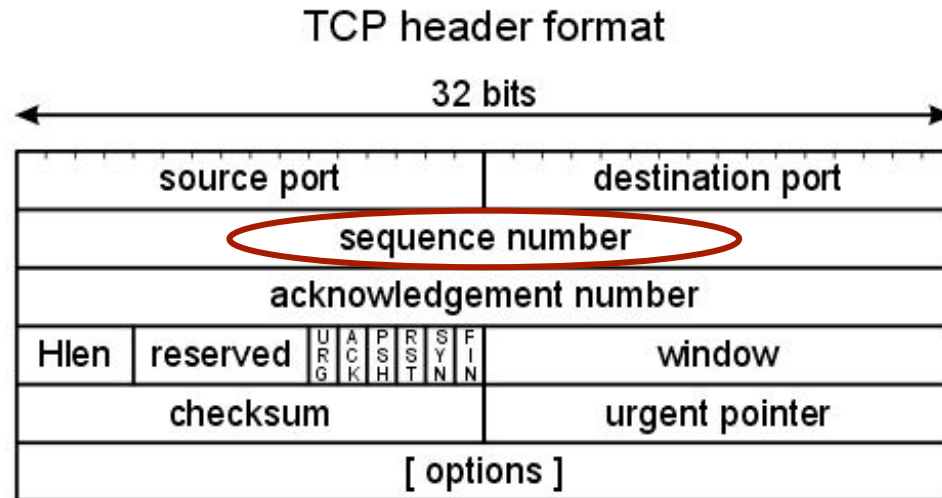 TCP header format
32 bits
source port destination port
sequence number
acknowledgement number
Hlen reserved URG ACK PSH RST SYN FIN window
checksum urgent pointer
[ options ]